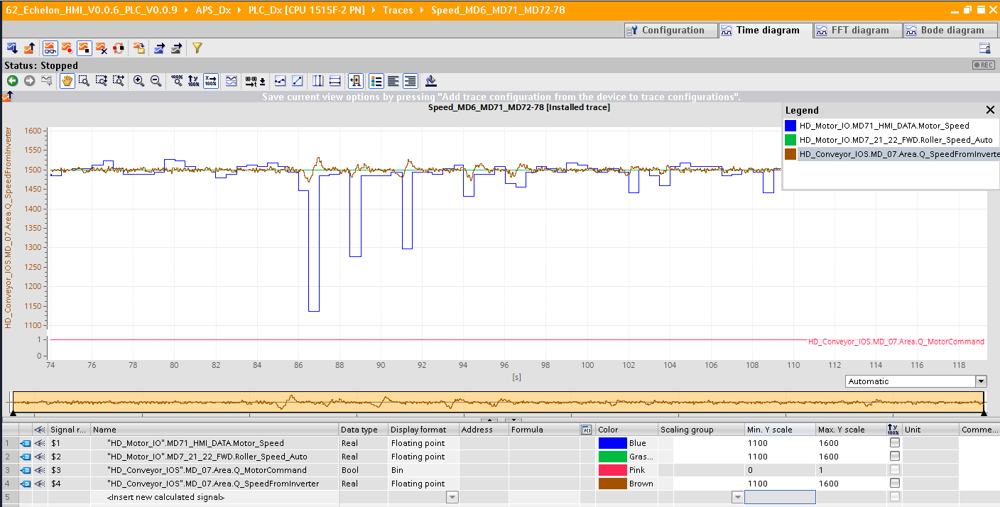 62_Echelon_HMI_V0.0.6_PLC_V0.0.9 ▸ APS_Dx ▸ PLC_Dx [CPU 1515F-2 PN] ▸ Traces ▸ Speed_MD6_MD71_MD72-78
Configuration Time diagram FFT diagram Bode diagram
Status: Stopped
REC
Save current view options by pressing "Add trace configuration from the device to trace configurations".
Speed_MD6_MD71_MD72-78 [Installed trace]
Legend
HD_Motor_IO.MD71_HMI_DATA.Motor_Speed
HD_Motor_IO.MD7_21_22_FWD.Roller_Speed_Auto
HD_Conveyor_IOS.MD_07.Area.Q_SpeedFromInverte
HD_Conveyor_IOS.MD_07.Area.Q_SpeedFromInverter
1600
1550
1500
1450
1400
1350
1300
1250
1200
1150
1100
1
0
HD_Conveyor_IOS.MD_07.Area.Q_MotorCommand
74 76 78 80 82 84 86 88 90 92 94 96 98 100 102 104 106 108 110 112 114 116 118
[s]
Automatic
Signal r... Name Data type Display format Address Formula Color Scaling group Min. Y scale Max. Y scale Unit Comme...
1 $1 "HD_Motor_IO".MD71_HMI_DATA.Motor_Speed Real Floating point Blue 1100 1600
2 $2 "HD_Motor_IO".MD7_21_22_FWD.Roller_Speed_Auto Real Floating point Gras... 1100 1600
3 $3 "HD_Conveyor_IOS".MD_07.Area.Q_MotorCommand Bool Bin Pink 0 1
4 $4 "HD_Conveyor_IOS".MD_07.Area.Q_SpeedFromInverter Real Floating point Brown 1100 1600
5 <Insert new calculated signal>